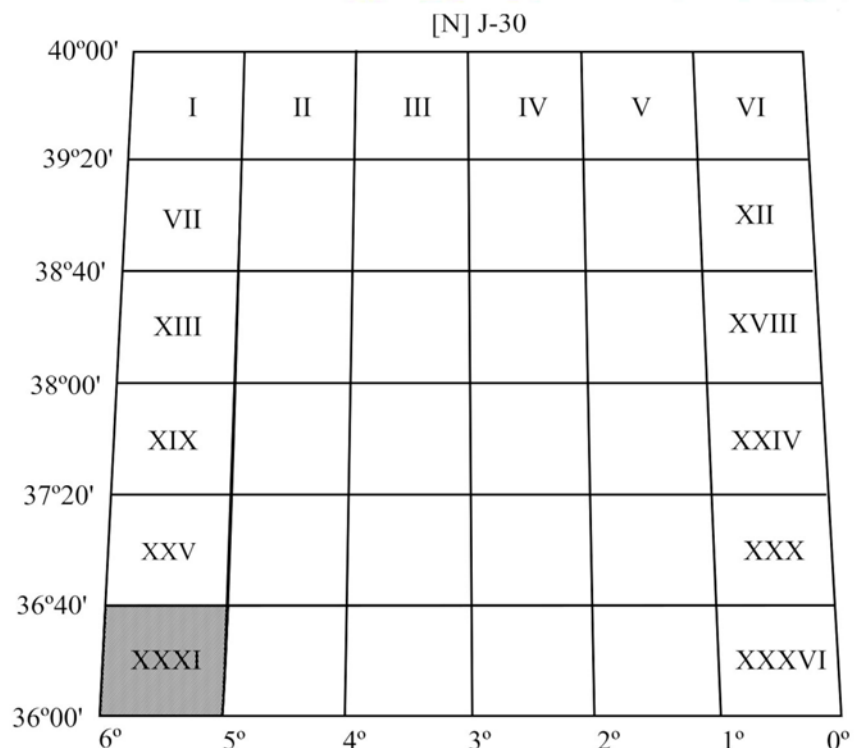 [N] J-30
40º00'
I II III IV V VI
39º20'
VII XII
38º40'
XIII XVIII
38º00'
XIX XXIV
37º20'
XXV XXX
36º40'
XXXI XXXVI
36º00'
6º 5º 4º 3º 2º 1º 0º